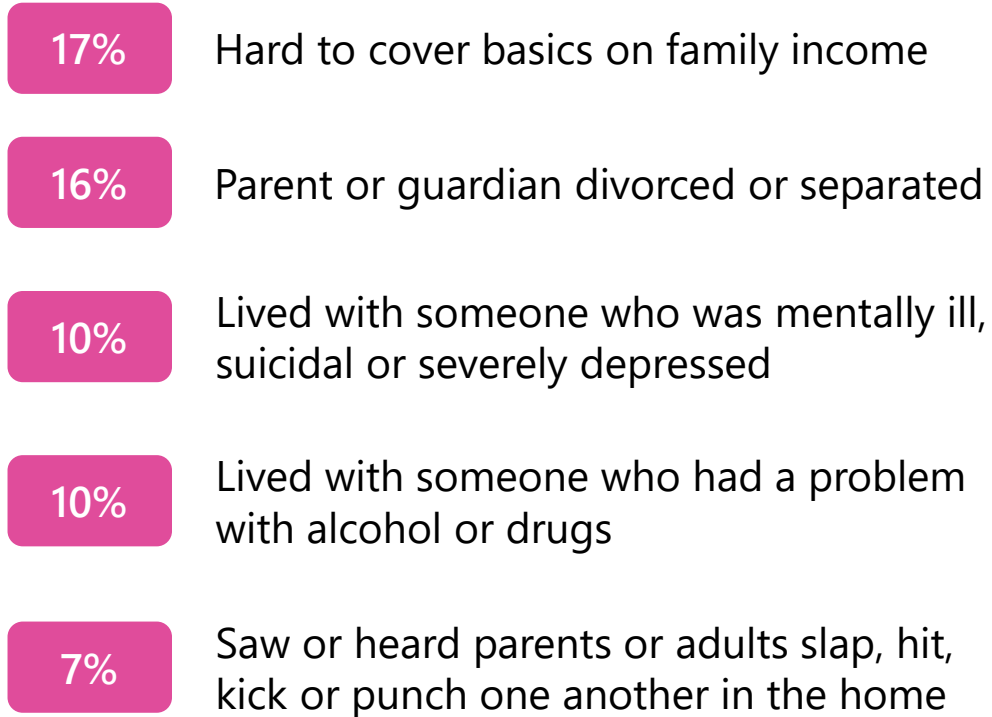 17% Hard to cover basics on family income
16% Parent or guardian divorced or separated
10% Lived with someone who was mentally ill,
suicidal or severely depressed
10% Lived with someone who had a problem
with alcohol or drugs
7% Saw or heard parents or adults slap, hit,
kick or punch one another in the home